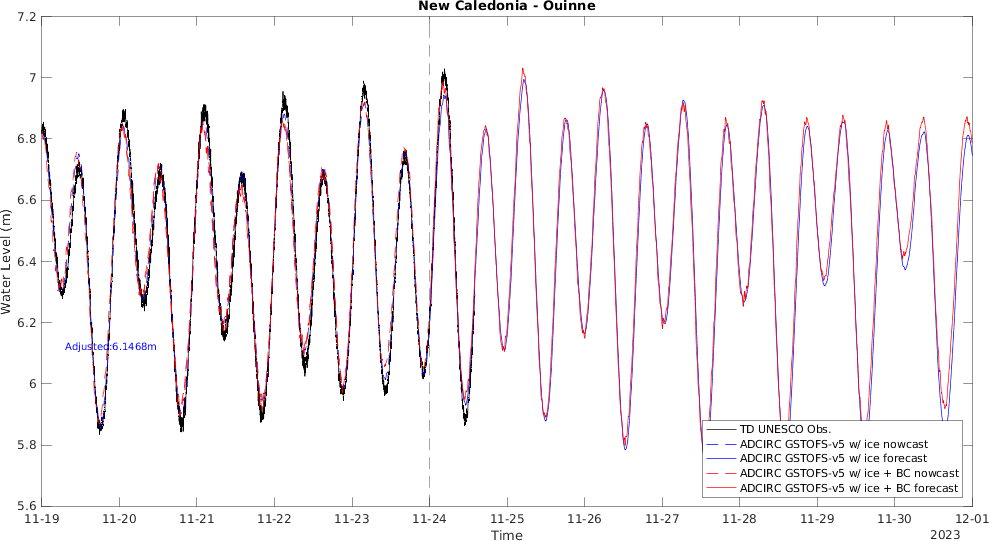 New Caledonia - Ouinne
7.2
7
6.8
6.6
6.4
6.2
6
5.8
5.6
Water Level (m)
Adjusted:6.1468m
TD UNESCO Obs.
ADCIRC GSTOFS-v5 w/ ice nowcast
ADCIRC GSTOFS-v5 w/ ice forecast
ADCIRC GSTOFS-v5 w/ ice + BC nowcast
ADCIRC GSTOFS-v5 w/ ice + BC forecast
11-19 11-20 11-21 11-22 11-23 11-24 11-25 11-26 11-27 11-28 11-29 11-30 12-01
Time
2023